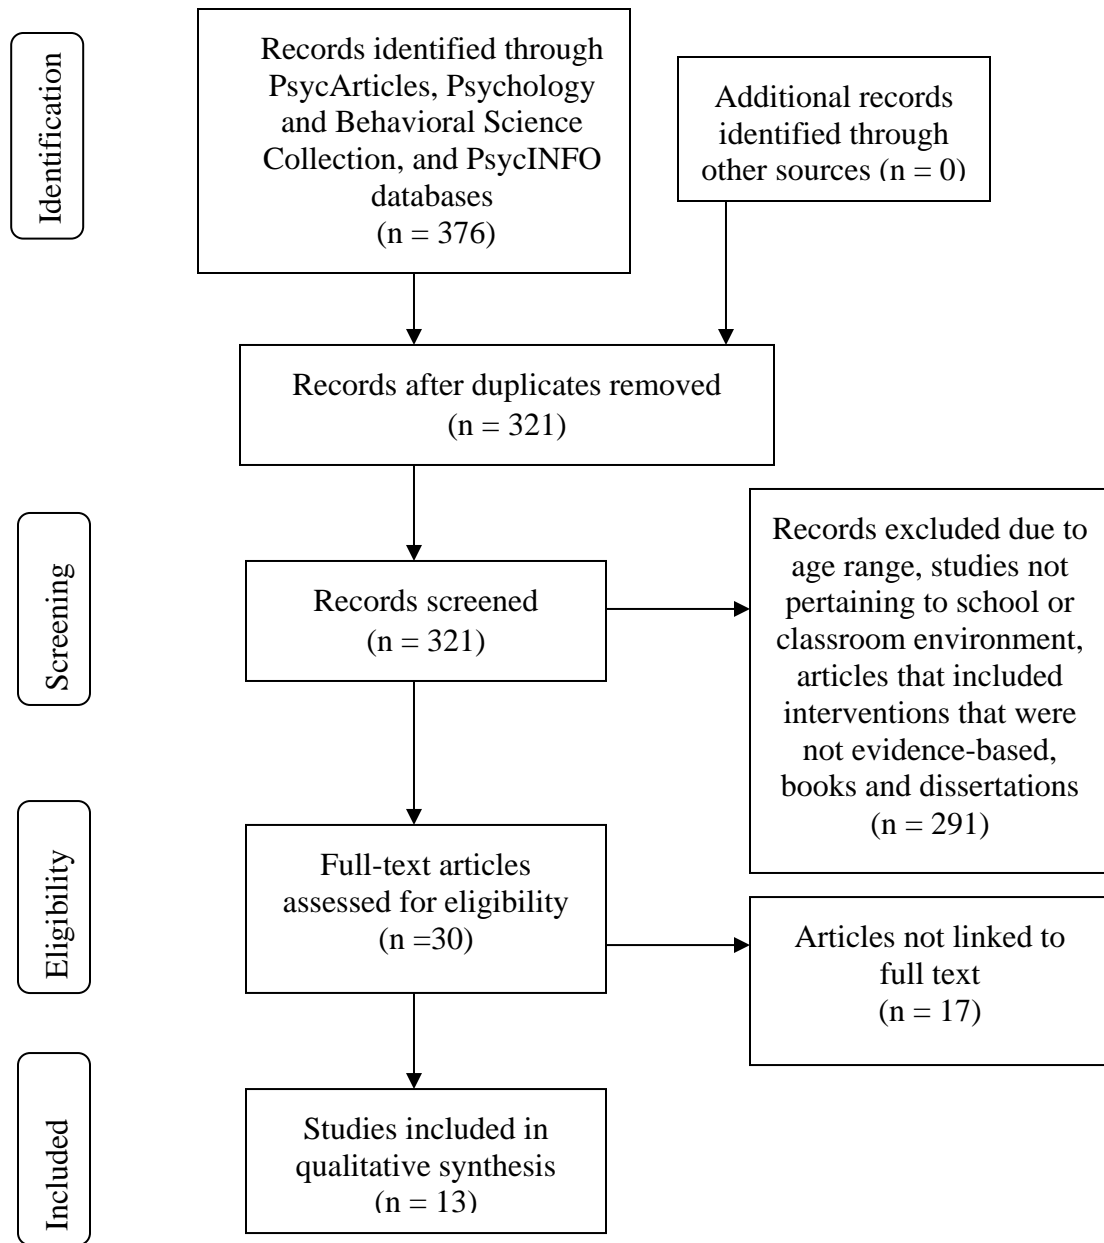 Identification
Records identified through
PsycArticles, Psychology
and Behavioral Science
Collection, and PsycINFO
databases
(n = 376)
Additional records
identified through
other sources (n = 0)
Records after duplicates removed
(n = 321)
Screening
Records screened
(n = 321)
Records excluded due to
age range, studies not
pertaining to school or
classroom environment,
articles that included
interventions that were
not evidence-based,
books and dissertations
(n = 291)
Eligibility
Full-text articles
assessed for eligibility
(n =30)
Articles not linked to
full text
(n = 17)
Included
Studies included in
qualitative synthesis
(n = 13)